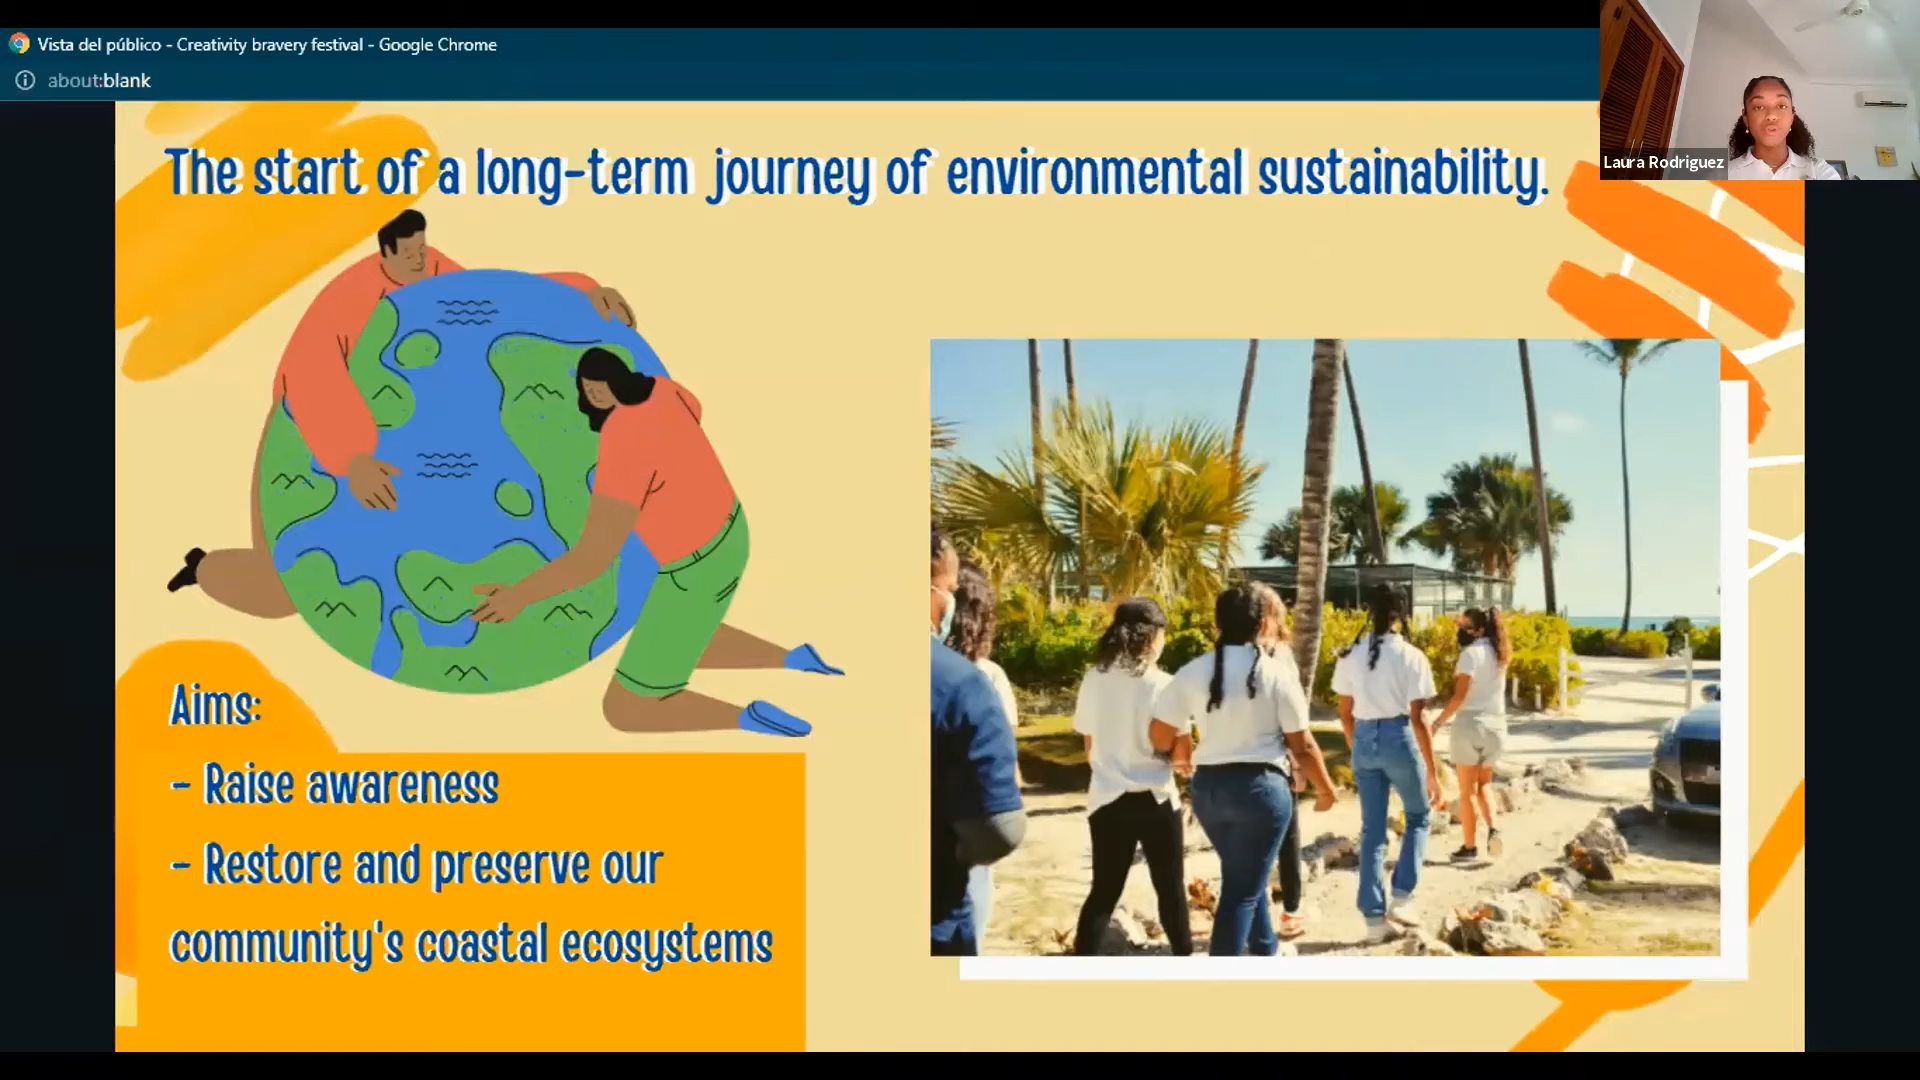 Vista del público - Creativity bravery festival - Google Chrome
about:blank
Laura Rodriguez
The start of a long-term journey of environmental sustainability.
Aims:
- Raise awareness
- Restore and preserve our
community's coastal ecosystems